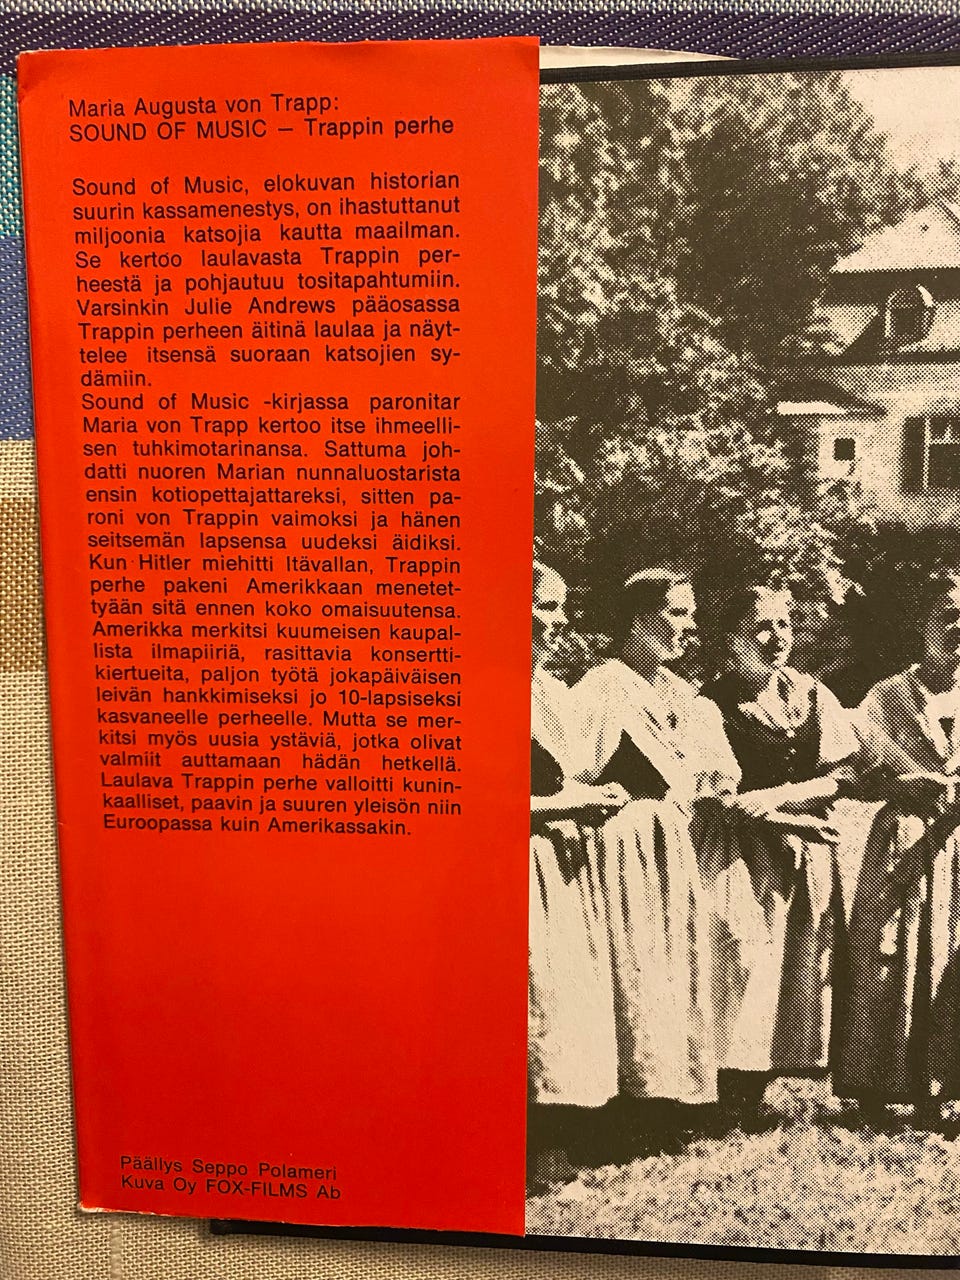 Maria Augusta von Trapp:
SOUND OF MUSIC – Trappin perhe
Sound of Music, elokuvan historian
suurin kassamenestys, on ihastuttanut
miljoonia katsojia kautta maailman.
Se kertoo laulavasta Trappin per-
heestä ja pohjautuu tositapahtumiin.
Varsinkin Julie Andrews pääosassa
Trappin perheen äitinä laulaa ja näyt-
telee itsensä suoraan katsojien sy-
dämiin.
Sound of Music -kirjassa paronitar
Maria von Trapp kertoo itse ihmeelli-
sen tuhkimotarinansa. Sattuma joh-
datti nuoren Marian nunnaluostarista
ensin kotiopettajattareksi, sitten pa-
roni von Trappin vaimoksi ja hänen
seitsemän lapsensa uudeksi äidiksi.
Kun Hitler miehitti Itävallan, Trappin
perhe pakeni Amerikkaan menetet-
tyään sitä ennen koko omaisuutensa.
Amerikka merkitsi kuumeisen kaupal-
lista ilmapiiriä, rasittavia konsertti-
kiertueita, paljon työtä jokapäiväisen
leivän hankkimiseksi jo 10-lapsiseksi
kasvaneelle perheelle. Mutta se mer-
kitsi myös uusia ystäviä, jotka olivat
valmiit auttamaan hädän hetkellä.
Laulava Trappin perhe valloitti kunin-
kaalliset, paavin ja suuren yleisön niin
Euroopassa kuin Amerikassakin.
Päällys Seppo Polameri
Kuva Oy FOX-FILMS Ab